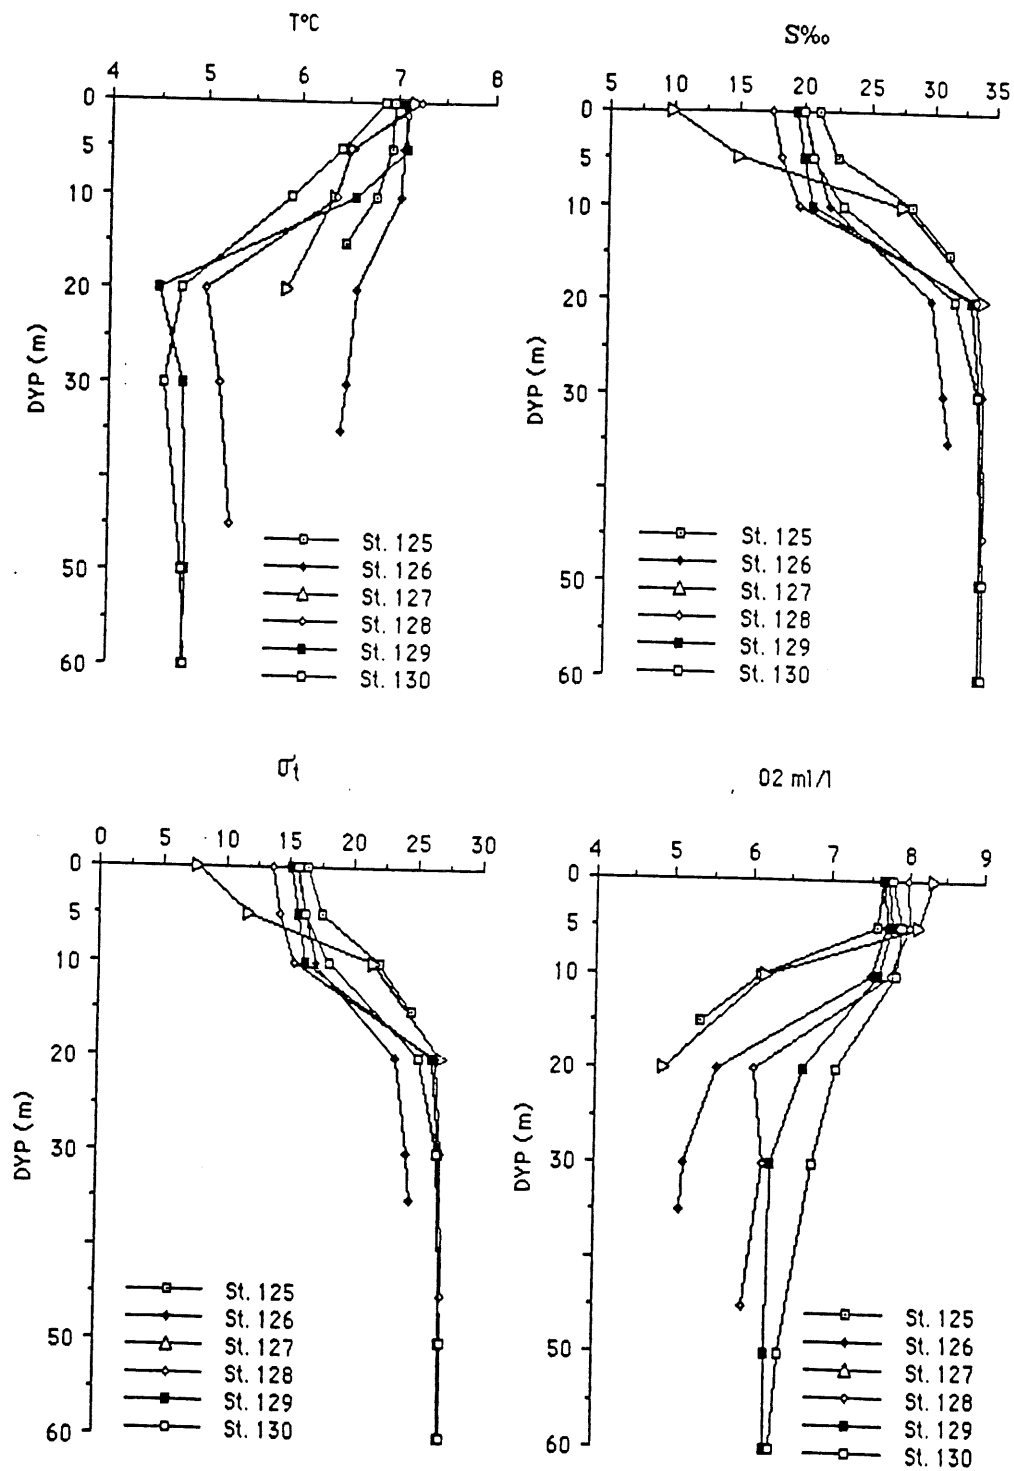 T°C
4 5 6 7 8
0
5
10
20
30
50
60
DYP (m)
St. 125
St. 126
St. 127
St. 128
St. 129
St. 130
S‰
5 10 15 20 25 30 35
0
5
10
20
30
50
60
DYP (m)
St. 125
St. 126
St. 127
St. 128
St. 129
St. 130
σt
0 5 10 15 20 25 30
0
5
10
20
30
50
60
DYP (m)
St. 125
St. 126
St. 127
St. 128
St. 129
St. 130
O2 ml/l
4 5 6 7 8 9
0
5
10
20
30
50
60
DYP (m)
St. 125
St. 126
St. 127
St. 128
St. 129
St. 130